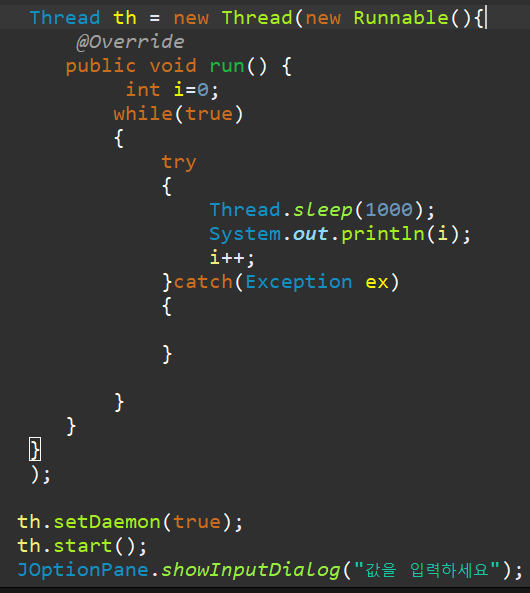 Thread th = new Thread(new Runnable(){
@Override
public void run() {
int i=0;
while(true)
{
try
{
Thread.sleep(1000);
System.out.println(i);
i++;
}catch(Exception ex)
{
}
}
}
}
);
th.setDaemon(true);
th.start();
JOptionPane.showInputDialog("값을 입력하세요");